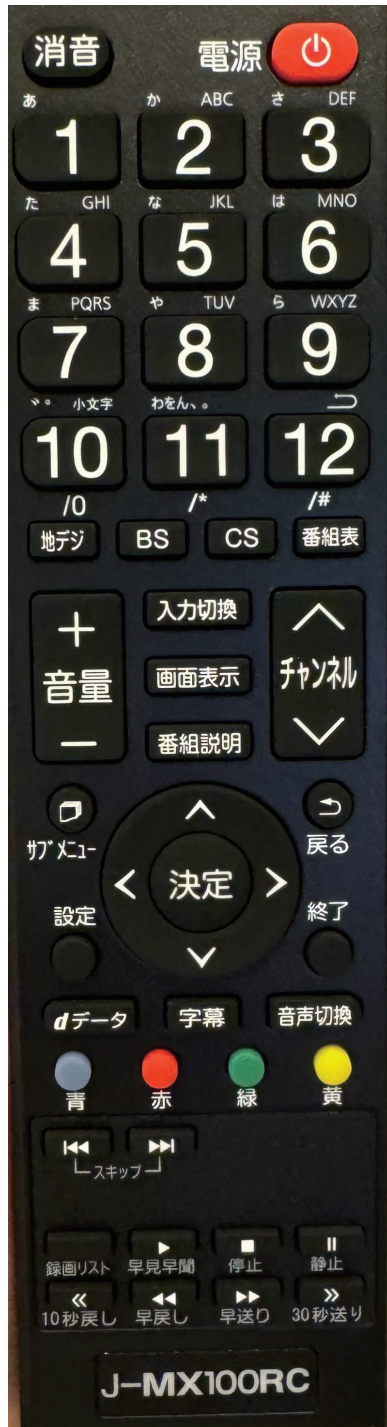 消音 電源
あ か ABC さ DEF
1 2 3
た GHI な JKL は MNO
4 5 6
ま PQRS や TUV ら WXYZ
7 8 9
゛゜ 小文字 わをん、。
10 11 12
/0 /* /#
地デジ BS CS 番組表
入力切換
+ 音量 −
画面表示
チャンネル
番組説明
サブメニュー 戻る
決定
設定 終了
dデータ 字幕 音声切換
青 赤 緑 黄
スキップ
録画リスト 早見早聞 停止 静止
10秒戻し 早戻し 早送り 30秒送り
J-MX100RC